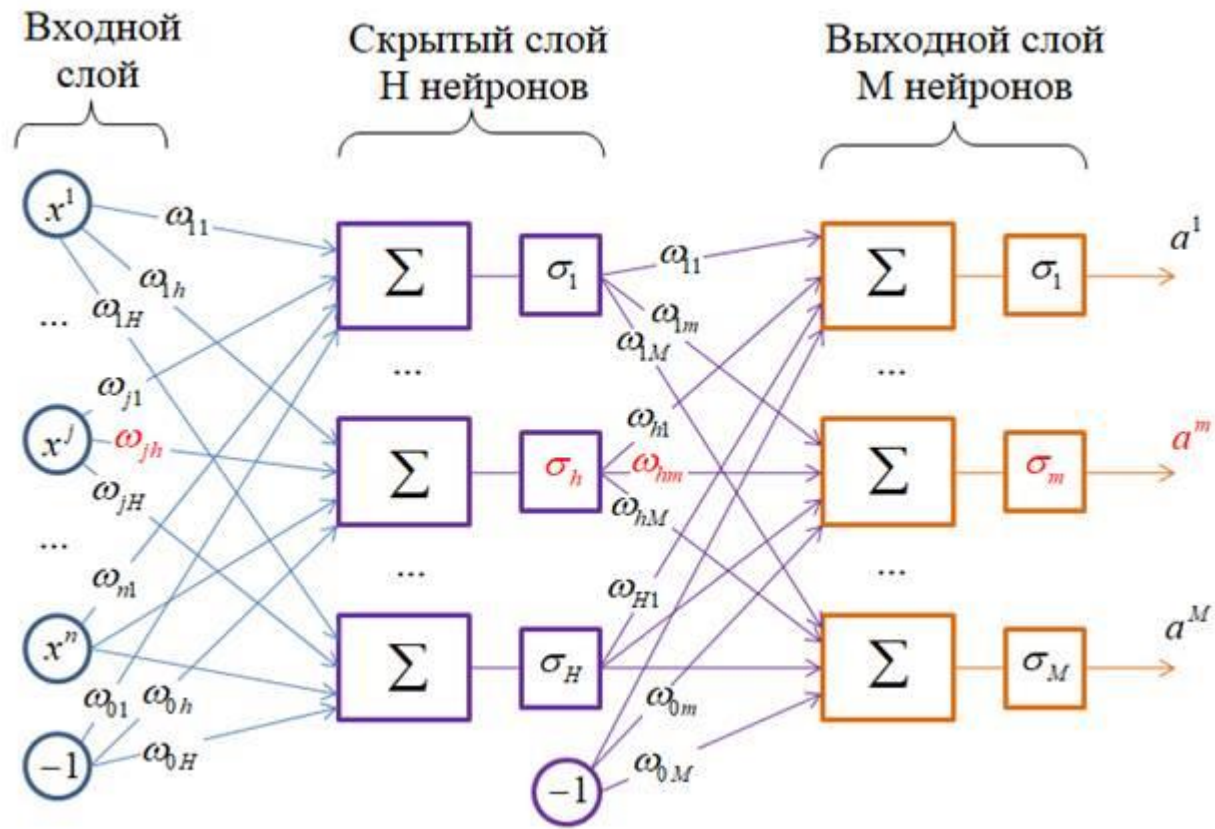 Входной
слой
Скрытый слой
H нейронов
Выходной слой
M нейронов
x¹
...
xʲ
...
xⁿ
−1
ω₁₁
ω₁ₕ
ω₁H
ωⱼ₁
ωⱼₕ
ωⱼH
ωₙ₁
ω₀₁
ω₀ₕ
ω₀H
∑
σ₁
...
∑
σₕ
...
∑
σH
−1
ω₁₁
ω₁ₘ
ω₁M
ωₕ₁
ωₕₘ
ωₕM
ωH₁
ω₀ₘ
ω₀M
∑
σ₁
a¹
...
∑
σₘ
aᵐ
...
∑
σM
aᴹ